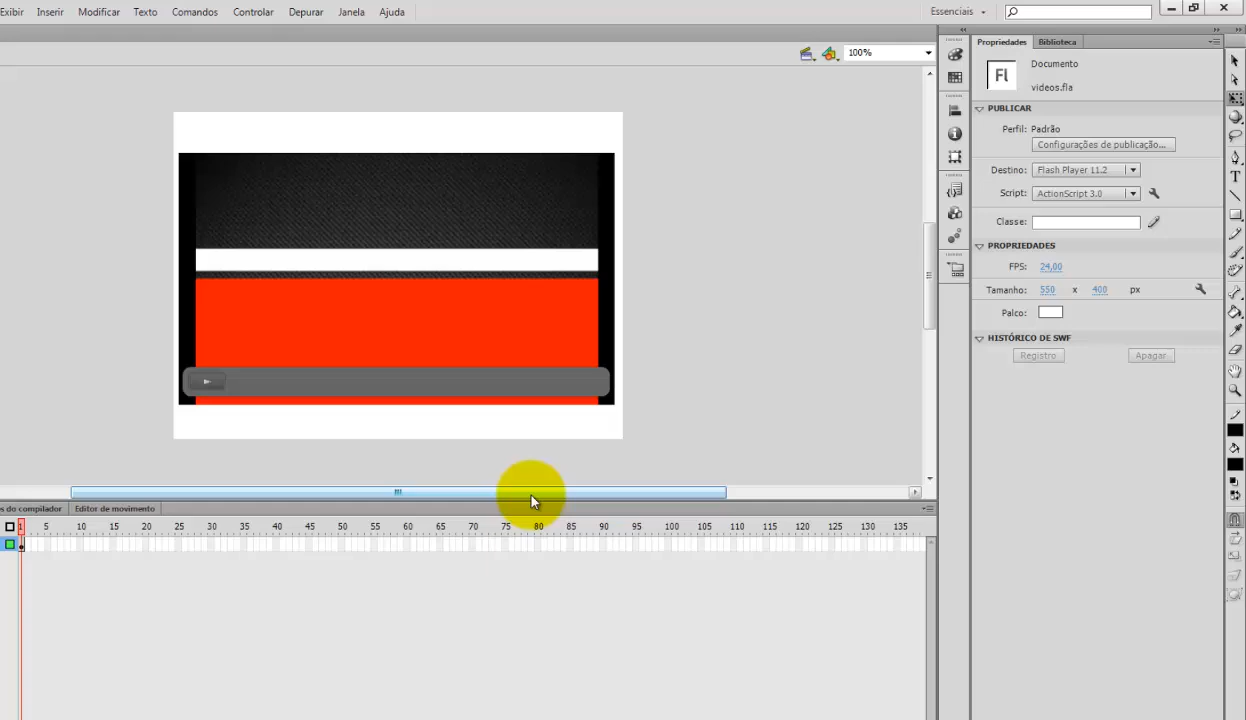 Exibir Inserir Modificar Texto Comandos Controlar Depurar Janela Ajuda Essenciais
100%
Propriedades Biblioteca
Fl
Documento
videos.fla
PUBLICAR
Perfil: Padrão
Configurações de publicação...
Destino: Flash Player 11.2
Script: ActionScript 3.0
Classe:
PROPRIEDADES
FPS: 24,00
Tamanho: 550 x 400 px
Palco:
HISTÓRICO DE SWF
Registro Apagar
es do compilador Editor de movimento
1 5 10 15 20 25 30 35 40 45 50 55 60 65 70 75 80 85 90 95 100 105 110 115 120 125 130 135